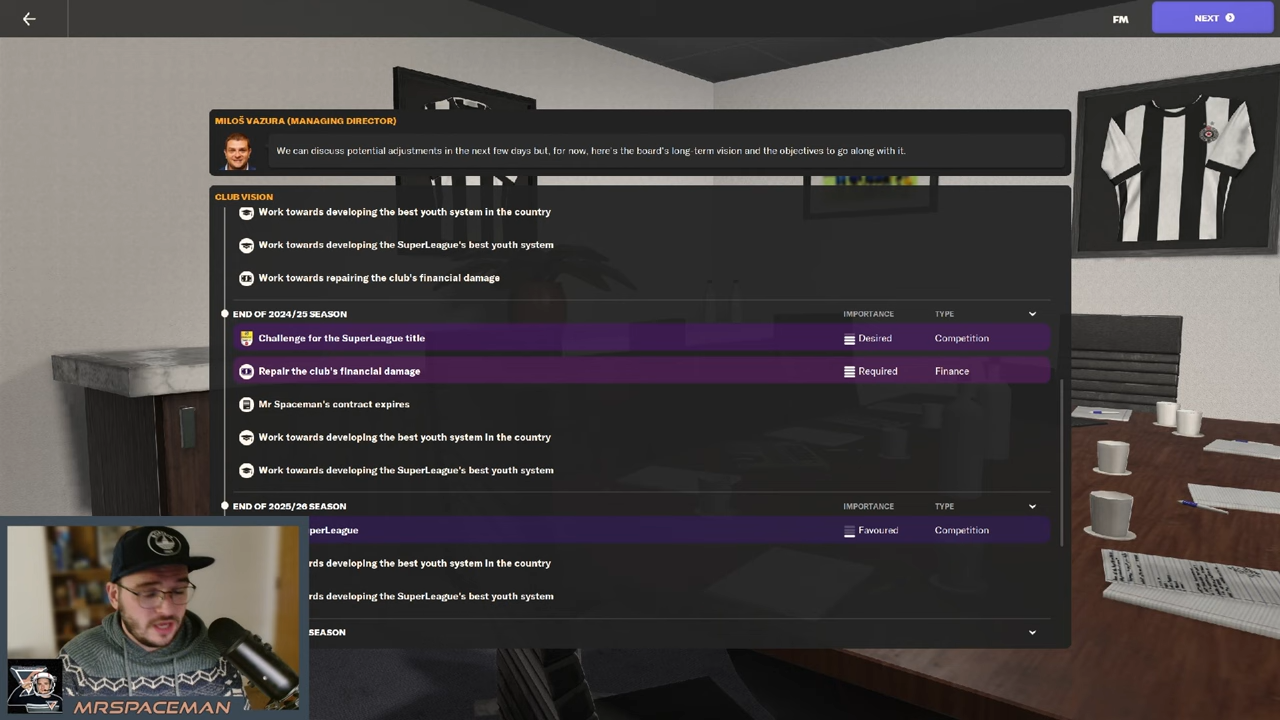 FM
NEXT
MILOŠ VAZURA (MANAGING DIRECTOR)
We can discuss potential adjustments in the next few days but, for now, here's the board's long-term vision and the objectives to go along with it.
CLUB VISION
Work towards developing the best youth system in the country
Work towards developing the SuperLeague's best youth system
Work towards repairing the club's financial damage
END OF 2024/25 SEASON IMPORTANCE TYPE
Challenge for the SuperLeague title Desired Competition
Repair the club's financial damage Required Finance
Mr Spaceman's contract expires
Work towards developing the best youth system in the country
Work towards developing the SuperLeague's best youth system
END OF 2025/26 SEASON IMPORTANCE TYPE
perLeague Favoured Competition
rds developing the best youth system in the country
rds developing the SuperLeague's best youth system
SEASON
MRSPACEMAN